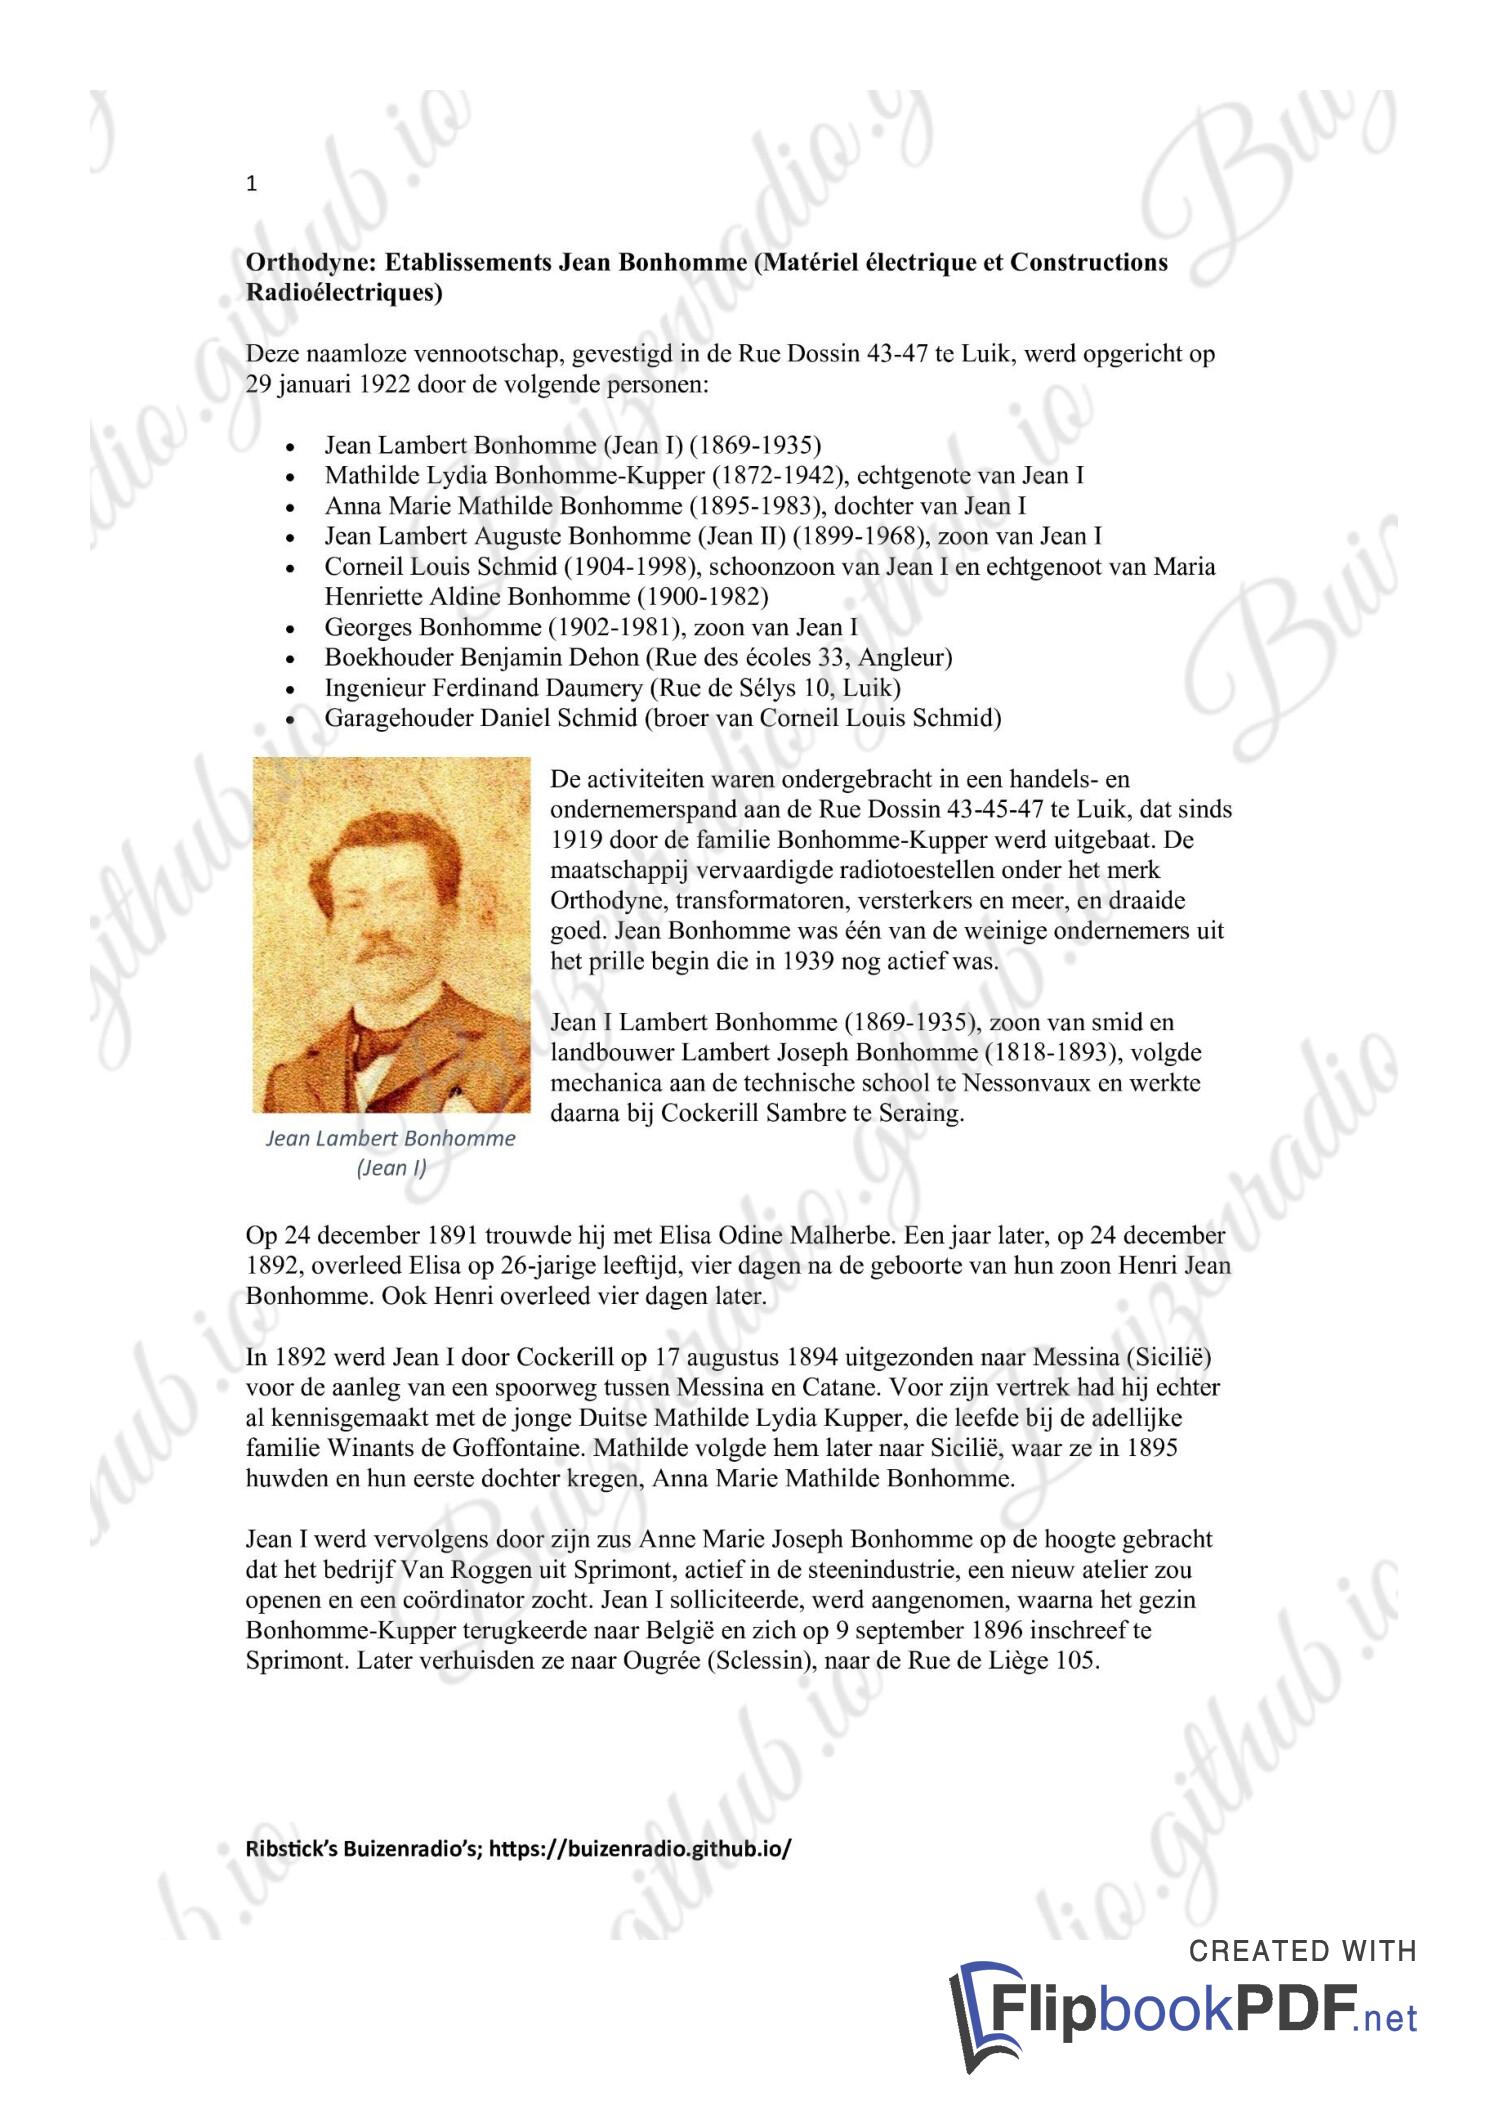 1
Orthodyne: Etablissements Jean Bonhomme (Matériel électrique et Constructions
Radioélectriques)
Deze naamloze vennootschap, gevestigd in de Rue Dossin 43-47 te Luik, werd opgericht op
29 januari 1922 door de volgende personen:
• Jean Lambert Bonhomme (Jean I) (1869-1935)
• Mathilde Lydia Bonhomme-Kupper (1872-1942), echtgenote van Jean I
• Anna Marie Mathilde Bonhomme (1895-1983), dochter van Jean I
• Jean Lambert Auguste Bonhomme (Jean II) (1899-1968), zoon van Jean I
• Corneil Louis Schmid (1904-1998), schoonzoon van Jean I en echtgenoot van Maria
Henriette Aldine Bonhomme (1900-1982)
• Georges Bonhomme (1902-1981), zoon van Jean I
• Boekhouder Benjamin Dehon (Rue des écoles 33, Angleur)
• Ingenieur Ferdinand Daumery (Rue de Sélys 10, Luik)
• Garagehouder Daniel Schmid (broer van Corneil Louis Schmid)
De activiteiten waren ondergebracht in een handels- en
ondernemerspand aan de Rue Dossin 43-45-47 te Luik, dat sinds
1919 door de familie Bonhomme-Kupper werd uitgebaat. De
maatschappij vervaardigde radiotoestellen onder het merk
Orthodyne, transformatoren, versterkers en meer, en draaide
goed. Jean Bonhomme was één van de weinige ondernemers uit
het prille begin die in 1939 nog actief was.
Jean I Lambert Bonhomme (1869-1935), zoon van smid en
landbouwer Lambert Joseph Bonhomme (1818-1893), volgde
mechanica aan de technische school te Nessonvaux en werkte
daarna bij Cockerill Sambre te Seraing.
Jean Lambert Bonhomme
(Jean I)
Op 24 december 1891 trouwde hij met Elisa Odine Malherbe. Een jaar later, op 24 december
1892, overleed Elisa op 26-jarige leeftijd, vier dagen na de geboorte van hun zoon Henri Jean
Bonhomme. Ook Henri overleed vier dagen later.
In 1892 werd Jean I door Cockerill op 17 augustus 1894 uitgezonden naar Messina (Sicilië)
voor de aanleg van een spoorweg tussen Messina en Catane. Voor zijn vertrek had hij echter
al kennisgemaakt met de jonge Duitse Mathilde Lydia Kupper, die leefde bij de adellijke
familie Winants de Goffontaine. Mathilde volgde hem later naar Sicilië, waar ze in 1895
huwden en hun eerste dochter kregen, Anna Marie Mathilde Bonhomme.
Jean I werd vervolgens door zijn zus Anne Marie Joseph Bonhomme op de hoogte gebracht
dat het bedrijf Van Roggen uit Sprimont, actief in de steenindustrie, een nieuw atelier zou
openen en een coördinator zocht. Jean I solliciteerde, werd aangenomen, waarna het gezin
Bonhomme-Kupper terugkeerde naar België en zich op 9 september 1896 inschreef te
Sprimont. Later verhuisden ze naar Ougrée (Sclessin), naar de Rue de Liège 105.
Ribstick's Buizenradio's; https://buizenradio.github.io/
Buizenradio.github.io
CREATED WITH
FlipbookPDF.net